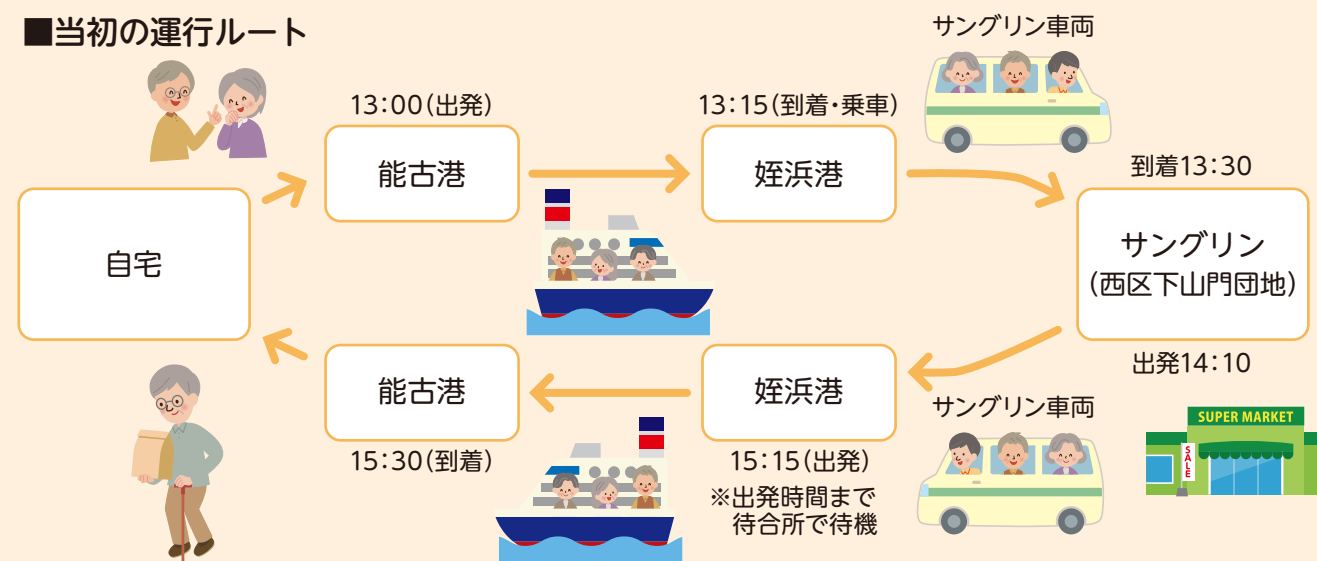 ■当初の運行ルート
サングリン車両
13:00(出発)
13:15(到着・乗車)
能古港
姪浜港
到着13:30
自宅
サングリン
(西区下山門団地)
出発14:10
能古港
姪浜港
サングリン車両
15:30(到着)
15:15(出発)
※出発時間まで
待合所で待機
SUPER MARKET
SALE